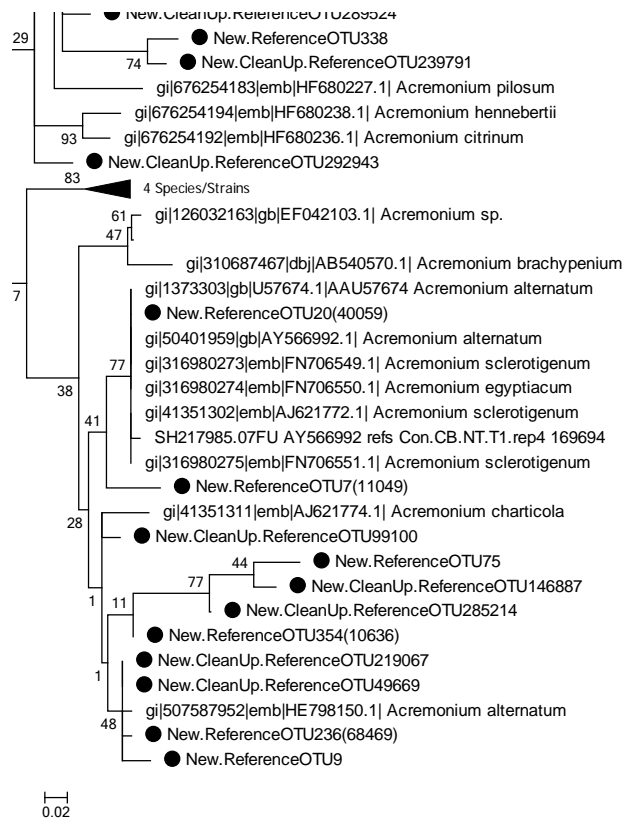 New.CleanUp.ReferenceOTU289524
29
New.ReferenceOTU338
74
New.CleanUp.ReferenceOTU239791
gi|676254183|emb|HF680227.1| Acremonium pilosum
gi|676254194|emb|HF680238.1| Acremonium hennebertii
93
gi|676254192|emb|HF680236.1| Acremonium citrinum
New.CleanUp.ReferenceOTU292943
83
4 Species/Strains
61
gi|126032163|gb|EF042103.1| Acremonium sp.
47
gi|310687467|dbj|AB540570.1| Acremonium brachypenium
7
gi|1373303|gb|U57674.1|AAU57674 Acremonium alternatum
New.ReferenceOTU20(40059)
gi|50401959|gb|AY566992.1| Acremonium alternatum
77
gi|316980273|emb|FN706549.1| Acremonium sclerotigenum
38
gi|316980274|emb|FN706550.1| Acremonium egyptiacum
gi|41351302|emb|AJ621772.1| Acremonium sclerotigenum
41
SH217985.07FU AY566992 refs Con.CB.NT.T1.rep4 169694
gi|316980275|emb|FN706551.1| Acremonium sclerotigenum
New.ReferenceOTU7(11049)
28
gi|41351311|emb|AJ621774.1| Acremonium charticola
New.CleanUp.ReferenceOTU99100
44
New.ReferenceOTU75
77
New.CleanUp.ReferenceOTU146887
1
11
New.CleanUp.ReferenceOTU285214
New.ReferenceOTU354(10636)
New.CleanUp.ReferenceOTU219067
1
New.CleanUp.ReferenceOTU49669
gi|507587952|emb|HE798150.1| Acremonium alternatum
48
New.ReferenceOTU236(68469)
New.ReferenceOTU9
0.02